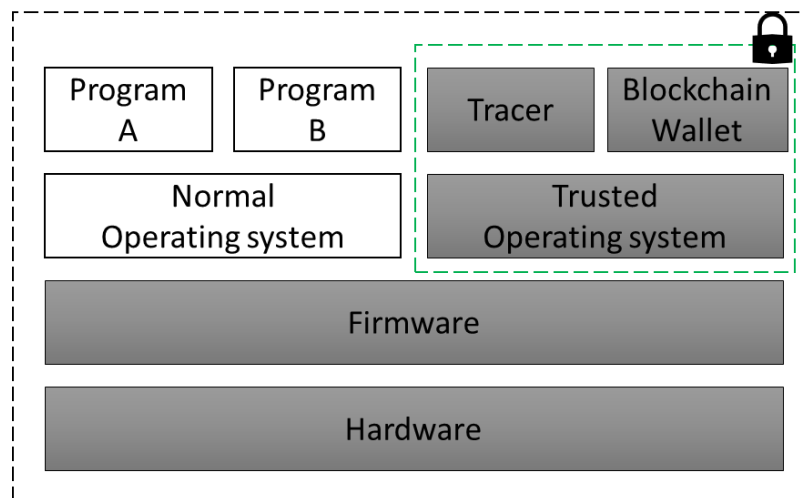 Program
A
Program
B
Tracer
Blockchain
Wallet
Normal
Operating system
Trusted
Operating system
Firmware
Hardware